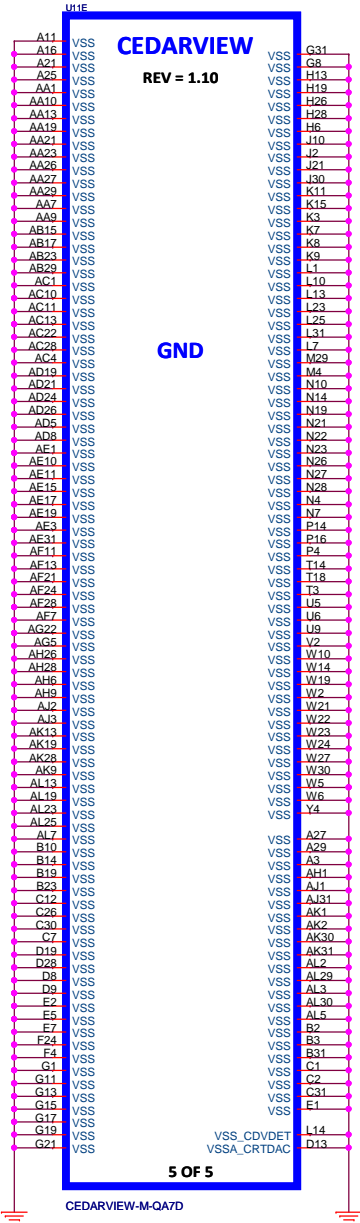 U11E
CEDARVIEW
REV = 1.10
GND
A11 VSS
A16 VSS
A21 VSS
A25 VSS
AA1 VSS
AA10 VSS
AA13 VSS
AA19 VSS
AA21 VSS
AA23 VSS
AA26 VSS
AA27 VSS
AA29 VSS
AA7 VSS
AA9 VSS
AB15 VSS
AB17 VSS
AB23 VSS
AB29 VSS
AC1 VSS
AC10 VSS
AC11 VSS
AC13 VSS
AC22 VSS
AC28 VSS
AC4 VSS
AD19 VSS
AD21 VSS
AD24 VSS
AD26 VSS
AD5 VSS
AD8 VSS
AE1 VSS
AE10 VSS
AE11 VSS
AE15 VSS
AE17 VSS
AE19 VSS
AE3 VSS
AE31 VSS
AF11 VSS
AF13 VSS
AF21 VSS
AF24 VSS
AF28 VSS
AF7 VSS
AG22 VSS
AG5 VSS
AH26 VSS
AH28 VSS
AH6 VSS
AH9 VSS
AJ2 VSS
AJ3 VSS
AK13 VSS
AK19 VSS
AK28 VSS
AK9 VSS
AL13 VSS
AL19 VSS
AL23 VSS
AL25 VSS
AL7 VSS
B10 VSS
B14 VSS
B19 VSS
B23 VSS
C12 VSS
C26 VSS
C30 VSS
C7 VSS
D19 VSS
D28 VSS
D8 VSS
D9 VSS
E2 VSS
E5 VSS
E7 VSS
F24 VSS
F4 VSS
G1 VSS
G11 VSS
G13 VSS
G15 VSS
G17 VSS
G19 VSS
G21 VSS
VSS G31
VSS G8
VSS H13
VSS H19
VSS H26
VSS H28
VSS H6
VSS J10
VSS J2
VSS J21
VSS J30
VSS K11
VSS K15
VSS K3
VSS K7
VSS K8
VSS K9
VSS L1
VSS L10
VSS L13
VSS L23
VSS L25
VSS L31
VSS L7
VSS M29
VSS M4
VSS N10
VSS N14
VSS N19
VSS N21
VSS N22
VSS N23
VSS N26
VSS N27
VSS N28
VSS N4
VSS N7
VSS P14
VSS P16
VSS P4
VSS T14
VSS T18
VSS T3
VSS U5
VSS U6
VSS U9
VSS V2
VSS W10
VSS W14
VSS W19
VSS W2
VSS W21
VSS W22
VSS W23
VSS W24
VSS W27
VSS W30
VSS W5
VSS W6
VSS Y4
VSS A27
VSS A29
VSS A3
VSS AH1
VSS AJ1
VSS AJ31
VSS AK1
VSS AK2
VSS AK30
VSS AK31
VSS AL2
VSS AL29
VSS AL3
VSS AL30
VSS AL5
VSS B2
VSS B3
VSS B31
VSS C1
VSS C2
VSS C31
VSS E1
VSS_CDVDET L14
VSSA_CRTDAC D13
5 OF 5
CEDARVIEW-M-QA7D